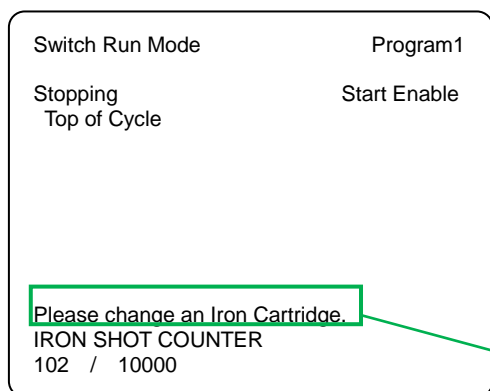 Switch Run Mode Program1
Stopping Start Enable
Top of Cycle
Please change an Iron Cartridge.
IRON SHOT COUNTER
102 / 10000